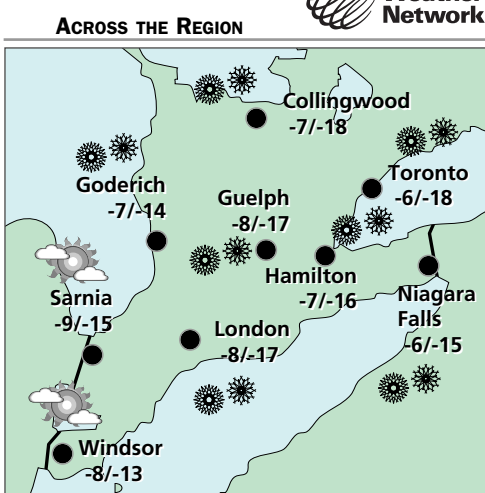 Network
ACROSS THE REGION
Collingwood
-7/-18
Toronto
-6/-18
Goderich
-7/-14
Guelph
-8/-17
Hamilton
-7/-16
Niagara
Falls
-6/-15
Sarnia
-9/-15
London
-8/-17
Windsor
-8/-13